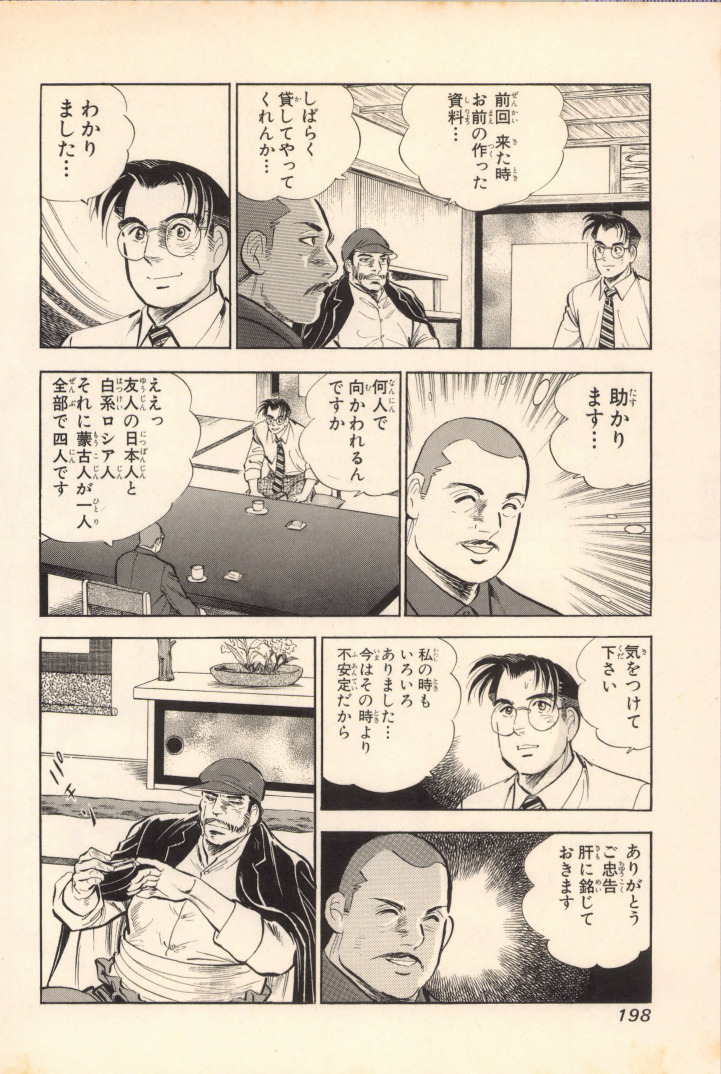 前回 来た時
お前の作った
資料…
しばらく
貸してやって
くれんか…
わかり
ました…
助かり
ます…
何人で
向かわれるん
ですか
ええっ
友人の日本人と
白系ロシア人
それに蒙古人が一人
全部で四人です
気をつけて
下さい
私の時も
いろいろ
ありました…
今はその時より
不安定だから
ありがとう
ご忠告
肝に銘じて
おきます
198